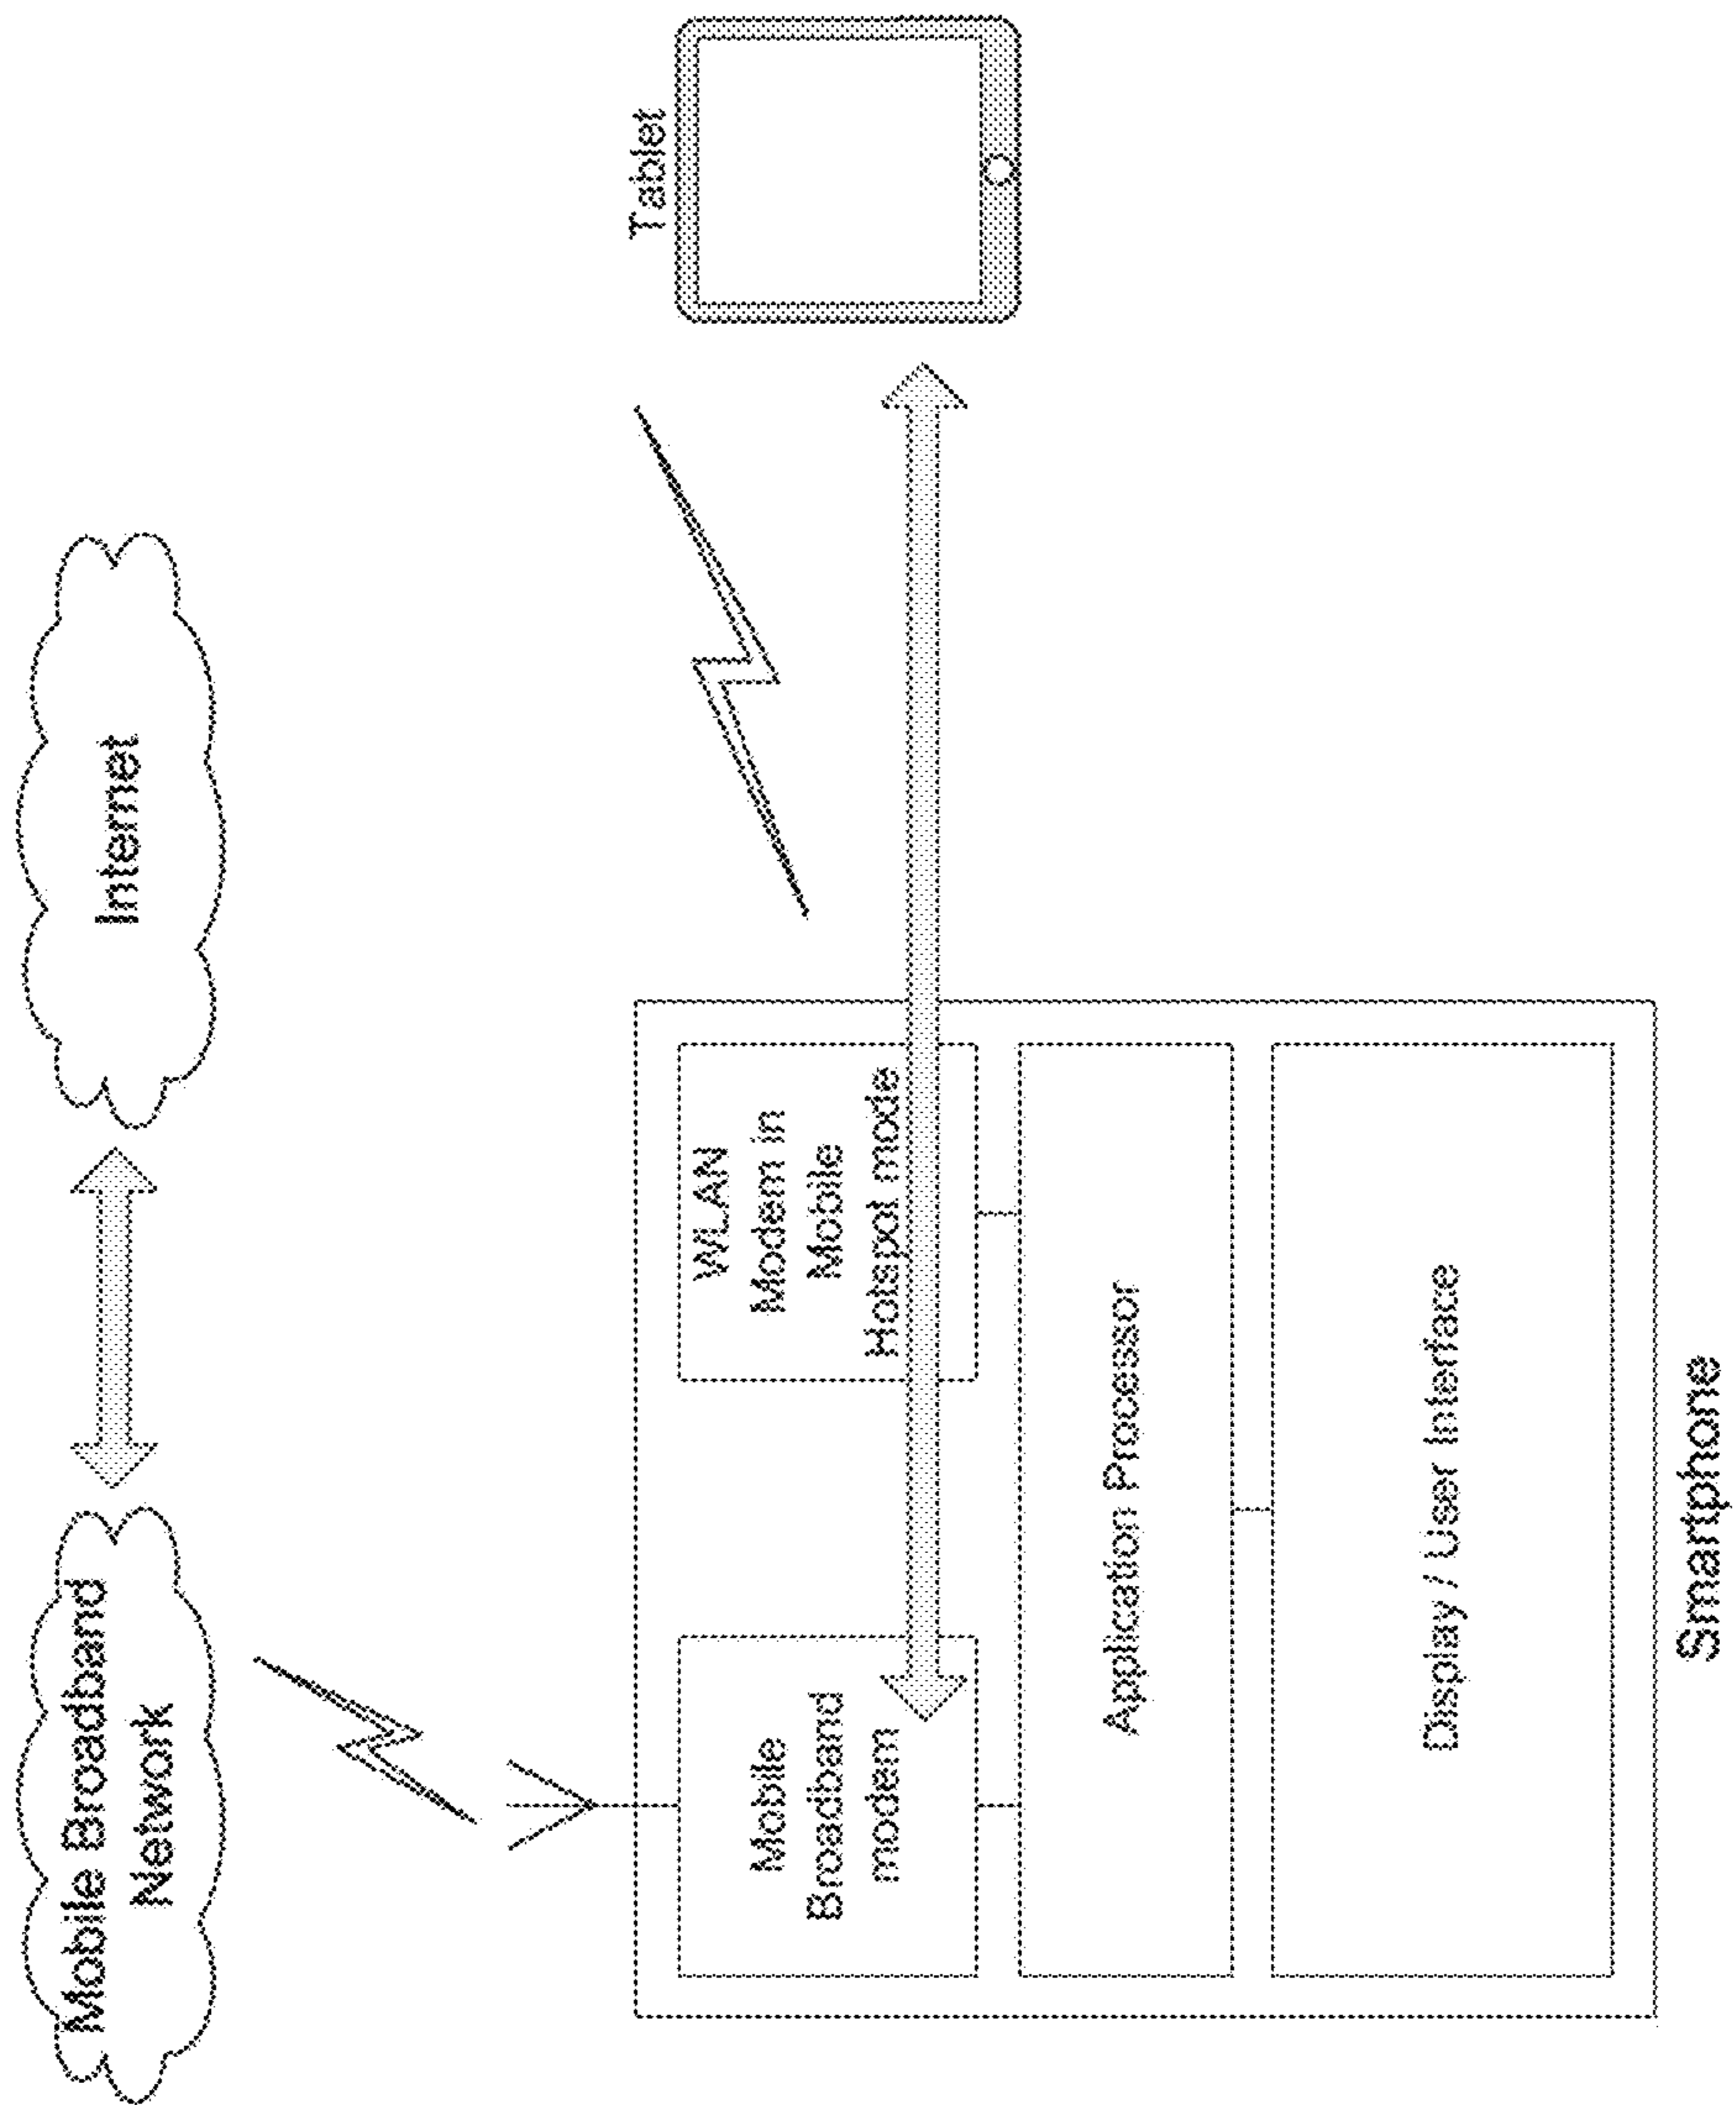 Mobile Broadband
Network
Internet
Tablet
Mobile
Broadband
modem
WLAN
Modem in
Mobile
Hotspot mode
Application Processor
Display / User Interface
Smartphone